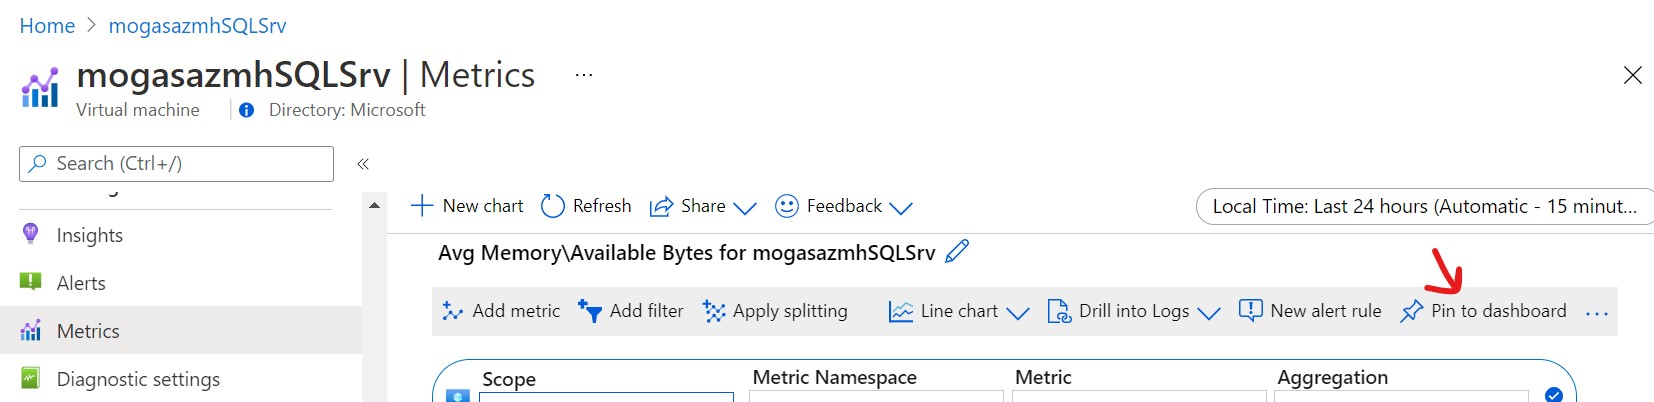 Home > mogasazmhSQLSrv
mogasazmhSQLSrv | Metrics ...
Virtual machine | Directory: Microsoft
Search (Ctrl+/) «
Insights
Alerts
Metrics
Diagnostic settings
New chart Refresh Share Feedback Local Time: Last 24 hours (Automatic - 15 minut...
Avg Memory\Available Bytes for mogasazmhSQLSrv
Add metric Add filter Apply splitting Line chart Drill into Logs New alert rule Pin to dashboard ...
Scope Metric Namespace Metric Aggregation